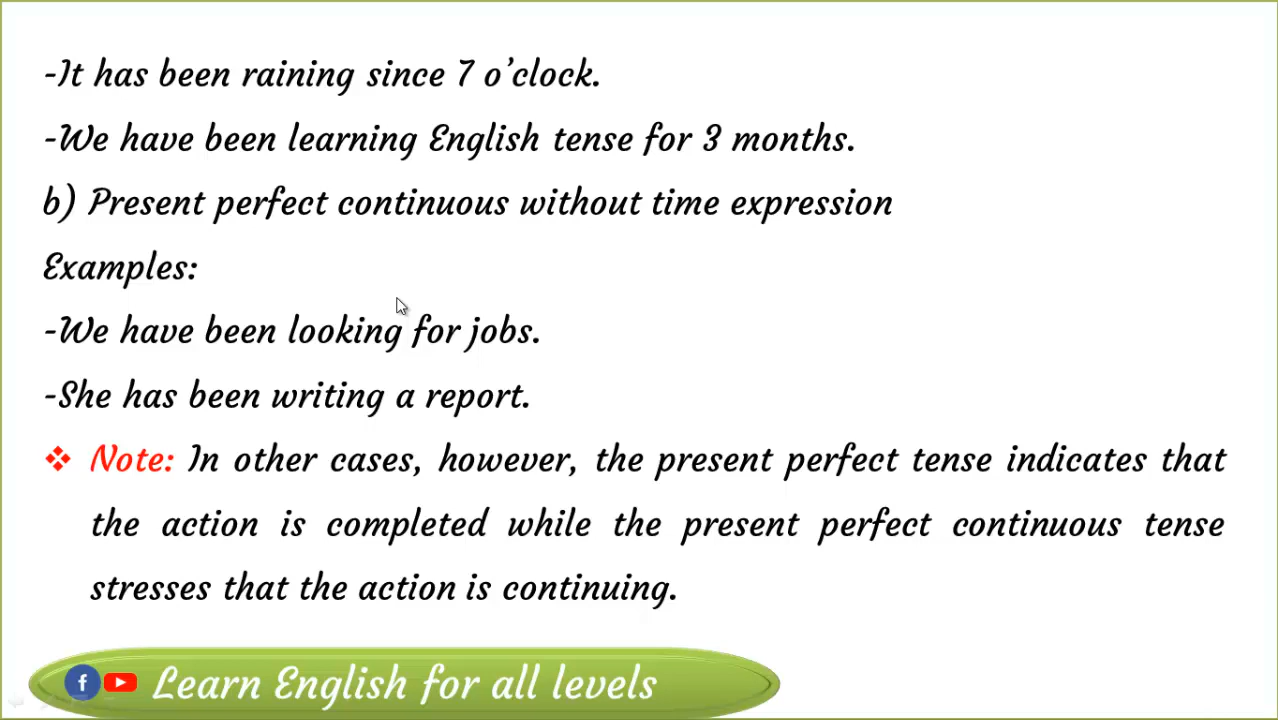 -It has been raining since 7 o’clock.
-We have been learning English tense for 3 months.
b) Present perfect continuous without time expression
Examples:
-We have been looking for jobs.
-She has been writing a report.
❖ Note: In other cases, however, the present perfect tense indicates that
the action is completed while the present perfect continuous tense
stresses that the action is continuing.
f Learn English for all levels